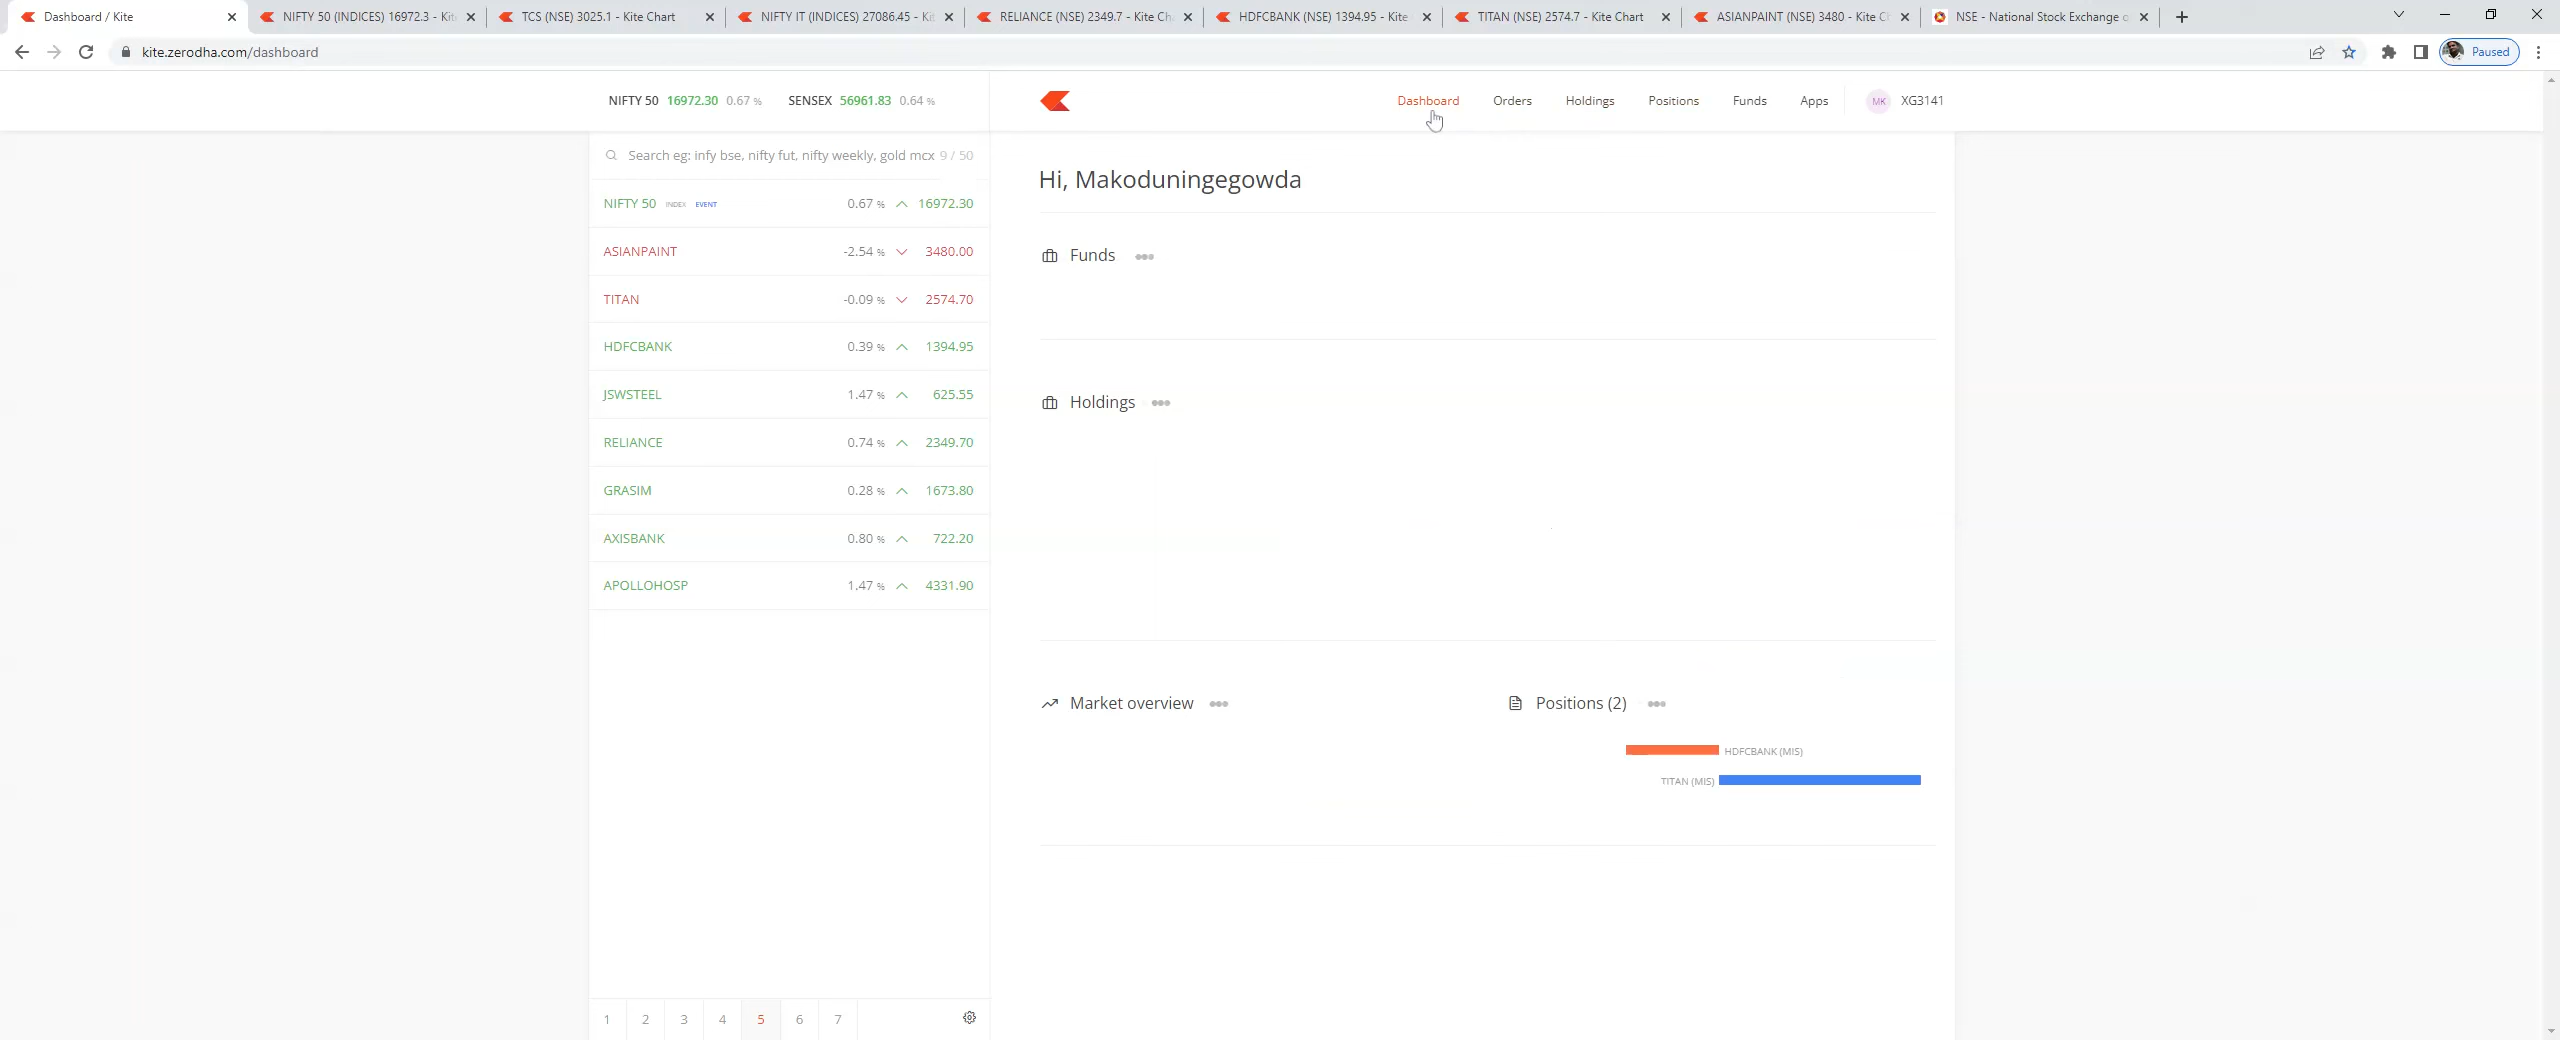 Dashboard / Kite
NIFTY 50 (INDICES) 16972.3 - Kit
TCS (NSE) 3025.1 - Kite Chart
NIFTY IT (INDICES) 27086.45 - Ki
RELIANCE (NSE) 2349.7 - Kite Ch
HDFCBANK (NSE) 1394.95 - Kite
TITAN (NSE) 2574.7 - Kite Chart
ASIANPAINT (NSE) 3480 - Kite C
NSE - National Stock Exchange o
kite.zerodha.com/dashboard
Paused
NIFTY 50 16972.30 0.67 % SENSEX 56961.83 0.64 %
Dashboard Orders Holdings Positions Funds Apps MK XG3141
Search eg: infy bse, nifty fut, nifty weekly, gold mcx 9 / 50
NIFTY 50 INDEX EVENT 0.67 % 16972.30
ASIANPAINT -2.54 % 3480.00
TITAN -0.09 % 2574.70
HDFCBANK 0.39 % 1394.95
JSWSTEEL 1.47 % 625.55
RELIANCE 0.74 % 2349.70
GRASIM 0.28 % 1673.80
AXISBANK 0.80 % 722.20
APOLLOHOSP 1.47 % 4331.90
1 2 3 4 5 6 7
Hi, Makoduningegowda
Funds
Holdings
Market overview
Positions (2)
HDFCBANK (MIS)
TITAN (MIS)